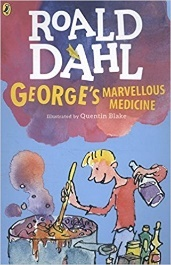 ROALD
DAHL
GEORGE'S
MARVELLOUS
MEDICINE
Illustrated by Quentin Blake